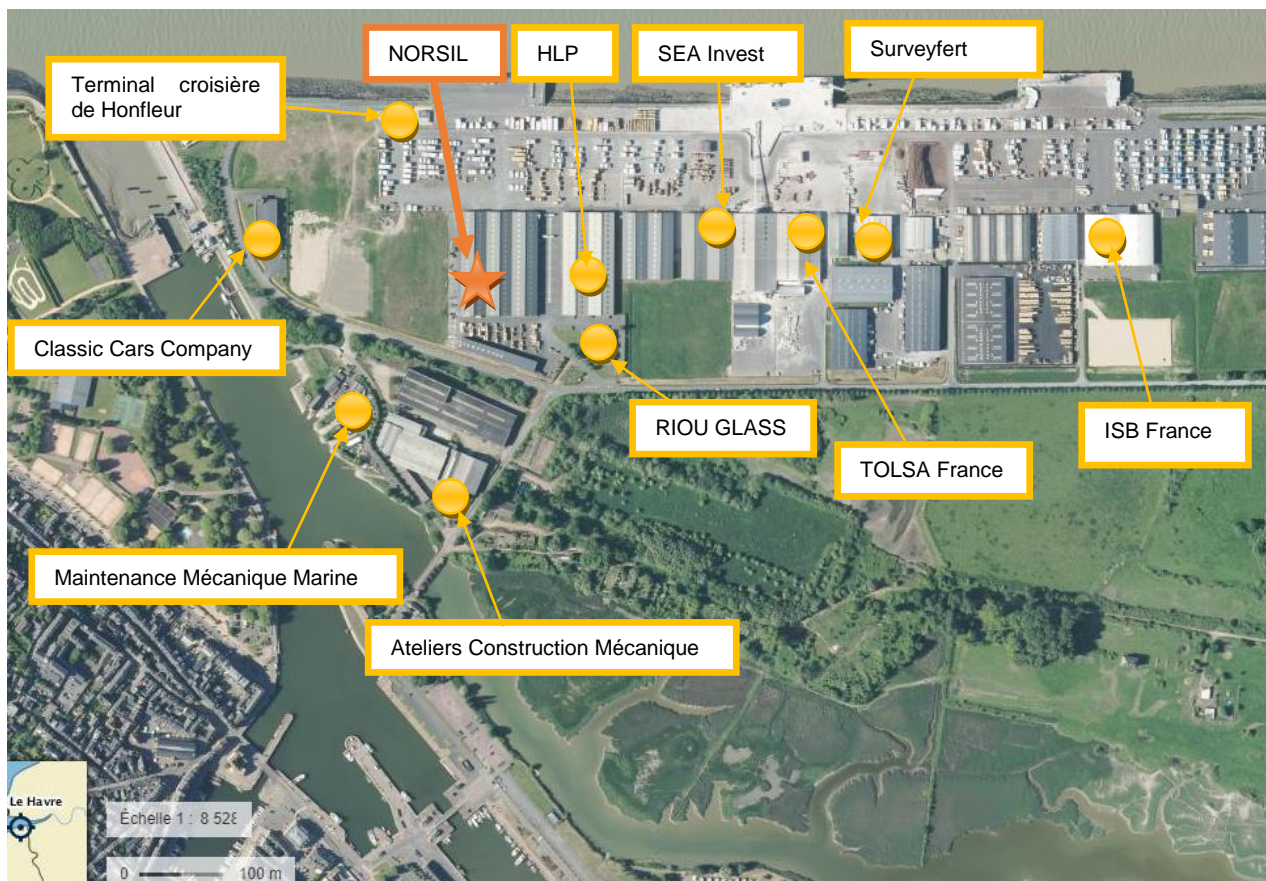 NORSIL
HLP
SEA Invest
Surveyfert
Terminal croisière
de Honfleur
Classic Cars Company
RIOU GLASS
ISB France
TOLSA France
Maintenance Mécanique Marine
Ateliers Construction Mécanique
Le Havre
Échelle 1 : 8 528
0 100 m